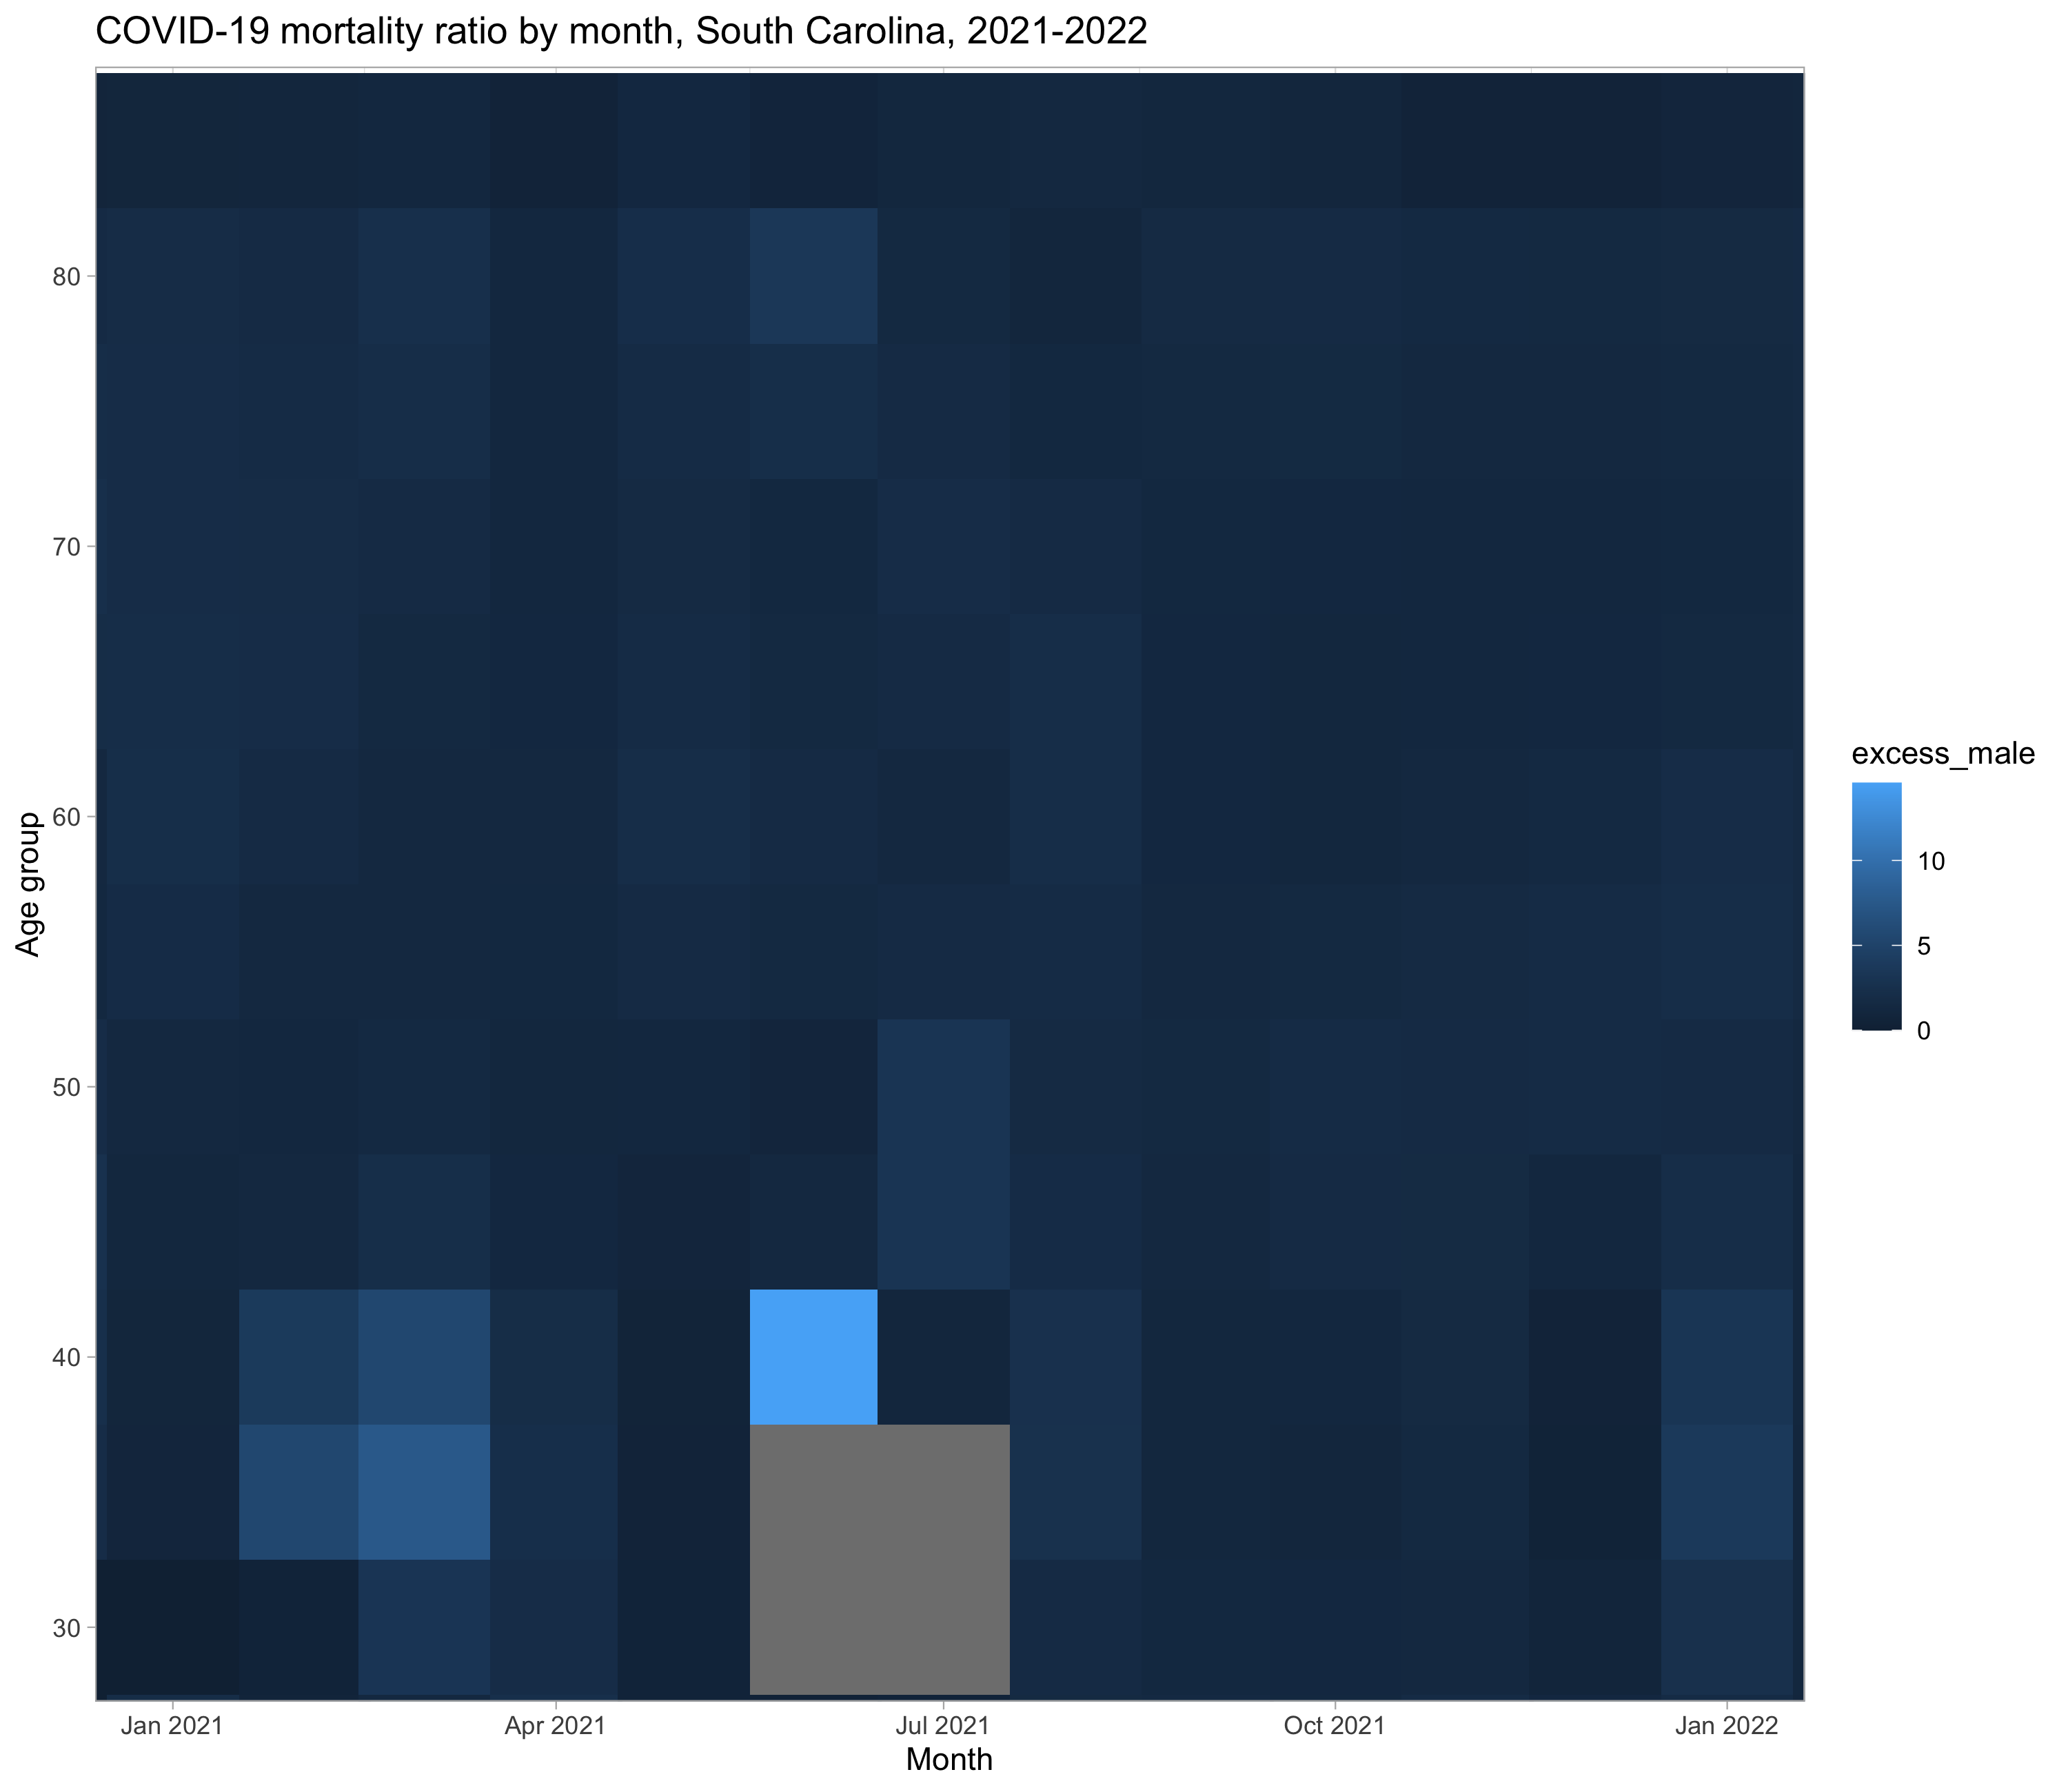 COVID-19 mortality ratio by month, South Carolina, 2021-2022
80
70
60
50
40
30
Age group
Jan 2021
Apr 2021
Jul 2021
Oct 2021
Jan 2022
Month
excess_male
10
5
0